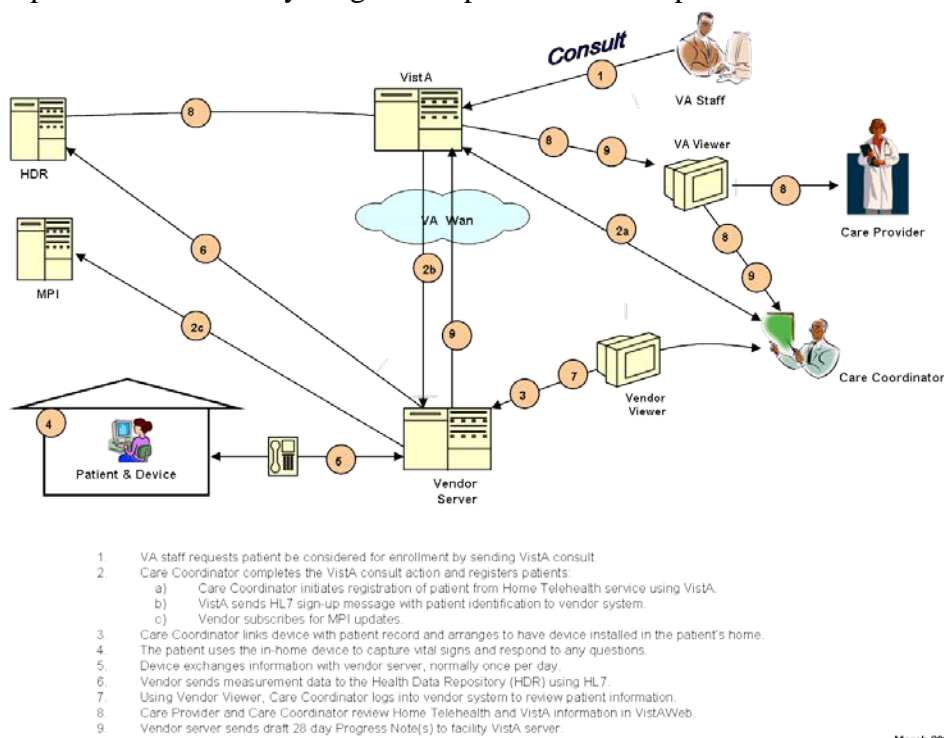 Consult
1
VistA
VA Staff
8
HDR
8
9
VA Viewer
8
Care Provider
MPI
6
VA Wan
2a
8
2b
9
2c
9
3
7
Vendor
Viewer
Care Coordinator
4
Patient & Device
5
Vendor
Server
1. VA staff requests patient be considered for enrollment by sending VistA consult.
2. Care Coordinator completes the VistA consult action and registers patients:
a) Care Coordinator initiates registration of patient from Home Telehealth service using VistA.
b) VistA sends HL7 sign-up message with patient identification to vendor system.
c) Vendor subscribes for MPI updates.
3. Care Coordinator links device with patient record and arranges to have device installed in the patient's home.
4. The patient uses the in-home device to capture vital signs and respond to any questions.
5. Device exchanges information with vendor server, normally once per day.
6. Vendor sends measurement data to the Health Data Repository (HDR) using HL7.
7. Using Vendor Viewer, Care Coordinator logs into vendor system to review patient information.
8. Care Provider and Care Coordinator review Home Telehealth and VistA information in VistAWeb.
9. Vendor server sends draft 28 day Progress Note(s) to facility VistA server.